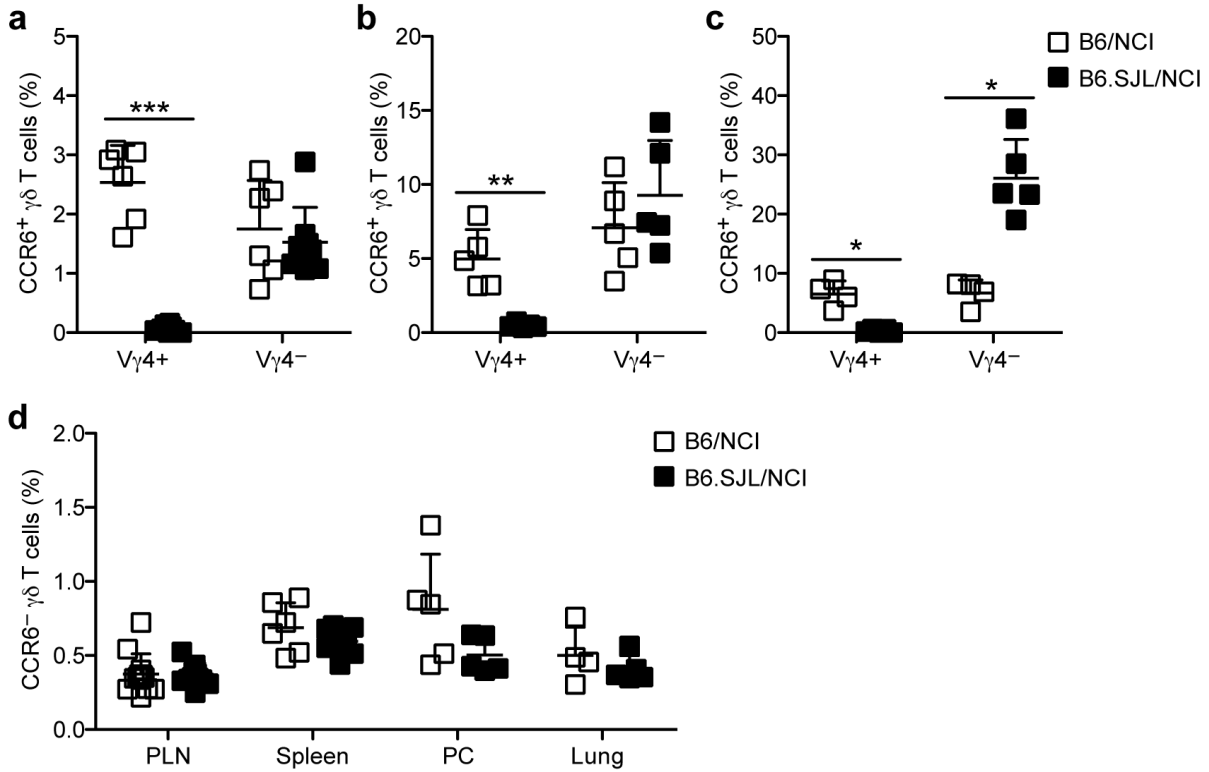 a
CCR6⁺ γδ T cells (%)
5
4
3
2
1
0
***
Vγ4+
Vγ4⁻
b
CCR6⁺ γδ T cells (%)
20
15
10
5
0
**
Vγ4+
Vγ4⁻
c
CCR6⁺ γδ T cells (%)
50
40
30
20
10
0
*
*
Vγ4+
Vγ4⁻
B6/NCI
B6.SJL/NCI
d
CCR6⁻ γδ T cells (%)
2.0
1.5
1.0
0.5
0.0
PLN
Spleen
PC
Lung
B6/NCI
B6.SJL/NCI